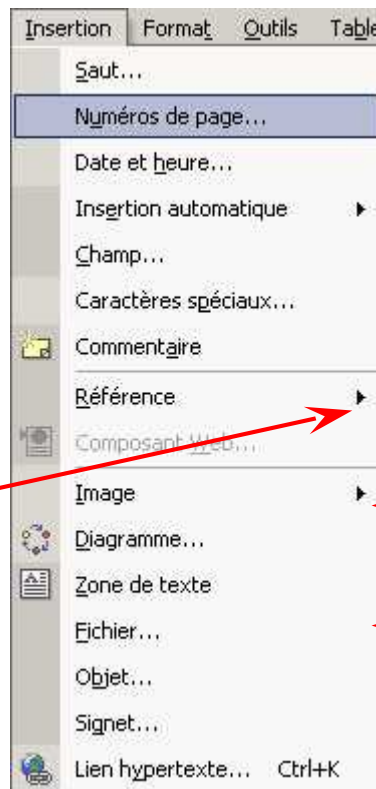 Insertion Format Outils Table
Saut...
Numéros de page...
Date et heure...
Insertion automatique
Champ...
Caractères spéciaux...
Commentaire
Référence
Composant Web...
Image
Diagramme...
Zone de texte
Fichier...
Objet...
Signet...
Lien hypertexte... Ctrl+K